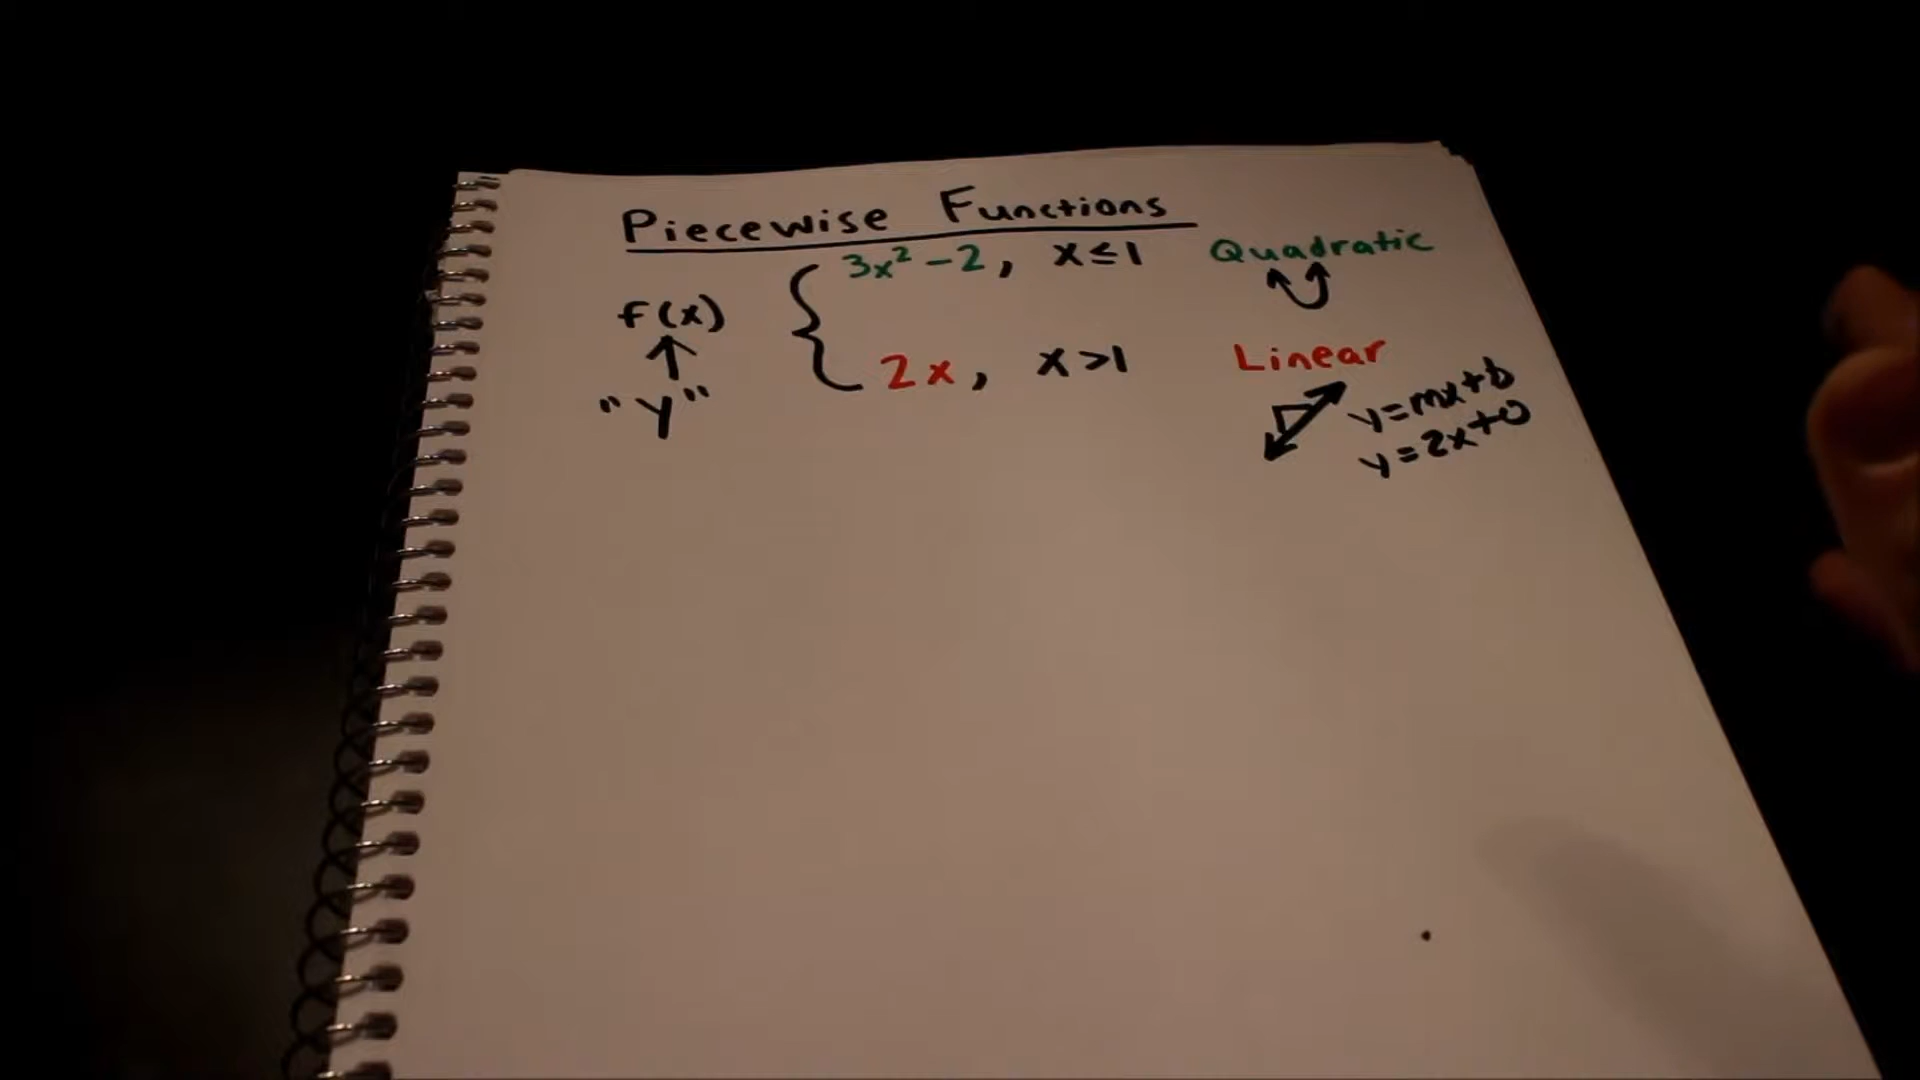 Piecewise Functions
3x² - 2, x ≤ 1 Quadratic
f(x)
2x, x > 1 Linear
"Y"
y = mx + b
y = 2x + 0